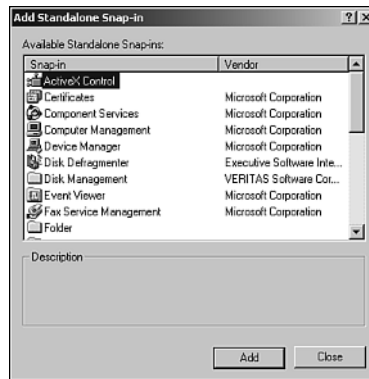 Add Standalone Snap-in
Available Standalone Snap-ins:
Snap-in Vendor
ActiveX Control
Certificates Microsoft Corporation
Component Services Microsoft Corporation
Computer Management Microsoft Corporation
Device Manager Microsoft Corporation
Disk Defragmenter Executive Software Inte...
Disk Management VERITAS Software Cor...
Event Viewer Microsoft Corporation
Fax Service Management Microsoft Corporation
Folder
Description
Add Close